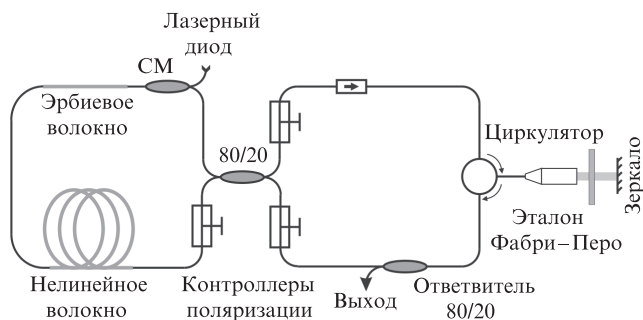 Лазерный
диод
СМ
Эрбиевое
волокно
80/20
Циркулятор
Зеркало
Эталон
Фабри–Перо
Нелинейное
волокно
Контроллеры
поляризации
Выход
Ответвитель
80/20